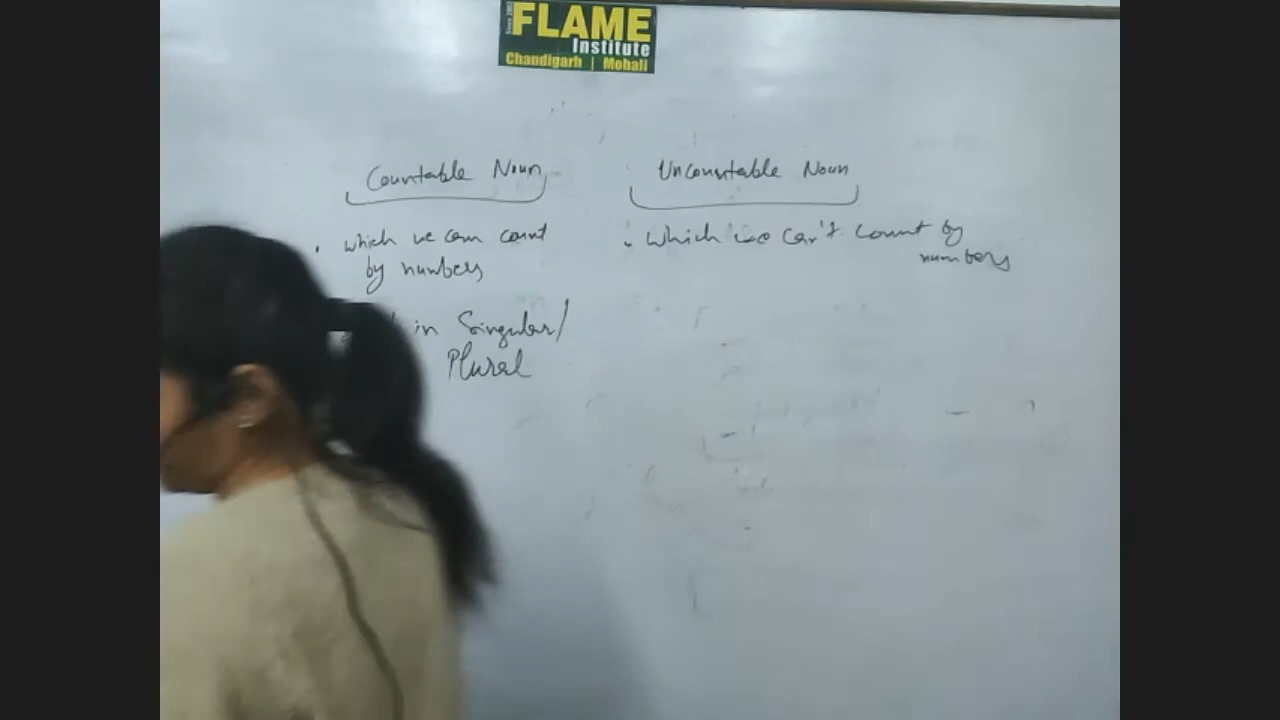 Since 2002
FLAME
Institute
Chandigarh | Mohali
Countable Noun
Uncountable Noun
. which we can count
by numbers
in Singular/
Plural
. which we can't count by
numbers